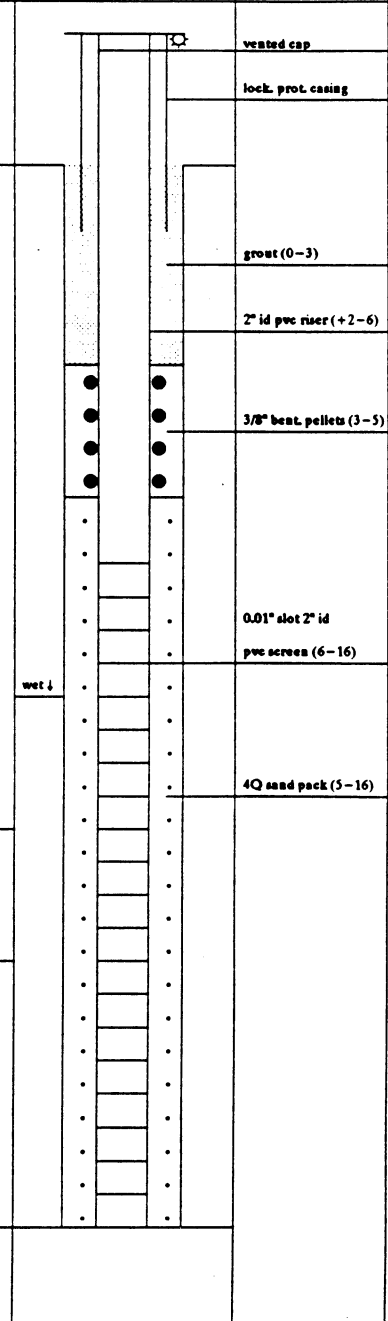 vented cap
lock. prot. casing
grout (0-3)
2" id pvc riser (+2-6)
3/8" bent. pellets (3-5)
0.01" slot 2" id
pvc screen (6-16)
wet ↓
4Q sand pack (5-16)